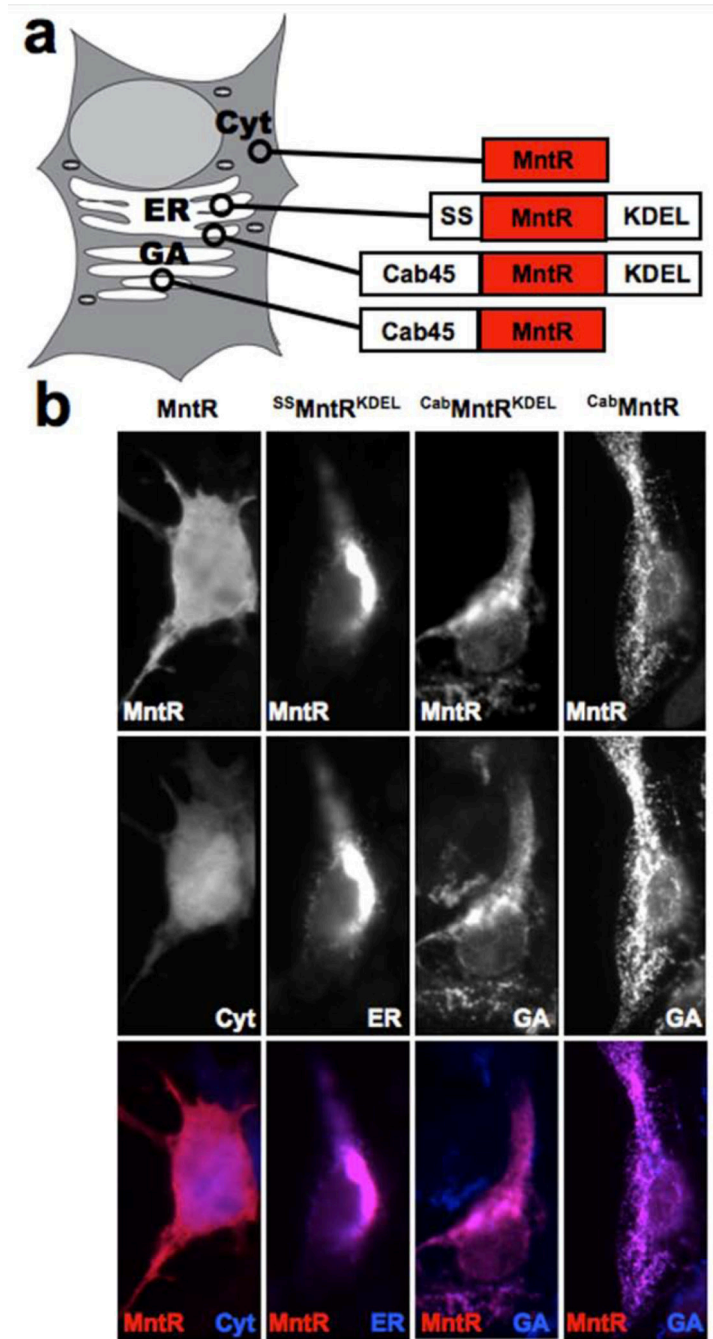 a
Cyt
MntR
ER
SS MntR KDEL
GA
Cab45 MntR KDEL
Cab45 MntR
b
MntR SSMntRKDEL CabMntRKDEL CabMntR
MntR MntR MntR MntR
Cyt ER GA GA
MntR Cyt MntR ER MntR GA MntR GA